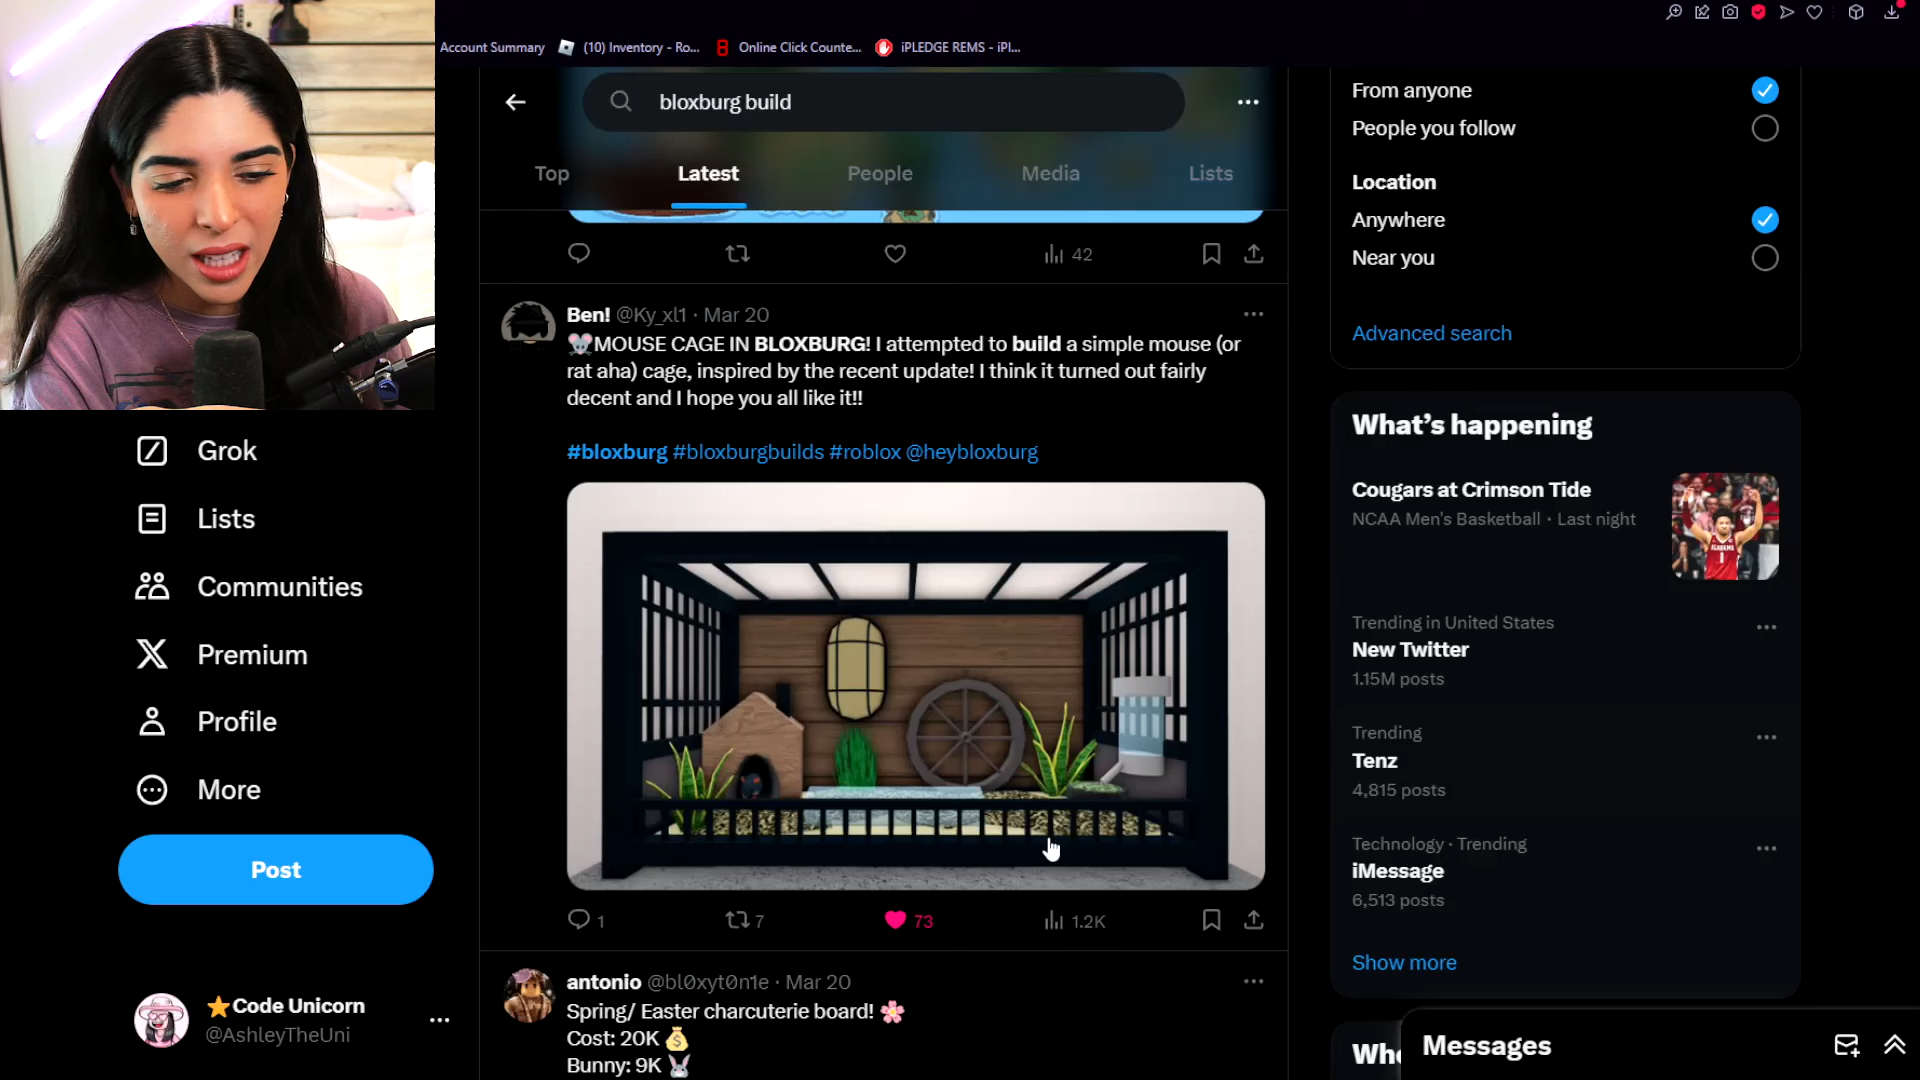 Account Summary
(10) Inventory - Ro...
Online Click Counte...
iPLEDGE REMS - iPl...
bloxburg build
Top
Latest
People
Media
Lists
42
Ben! @Ky_xl1 · Mar 20
🐭MOUSE CAGE IN BLOXBURG! I attempted to build a simple mouse (or
rat aha) cage, inspired by the recent update! I think it turned out fairly
decent and I hope you all like it!!
#bloxburg #bloxburgbuilds #roblox @heybloxburg
1
7
73
1.2K
antonio @bl0xyt0n1e · Mar 20
Spring/ Easter charcuterie board! 🌸
Cost: 20K 💰
Bunny: 9K 🐰
Grok
Lists
Communities
Premium
Profile
More
Post
⭐Code Unicorn
@AshleyTheUni
From anyone
People you follow
Location
Anywhere
Near you
Advanced search
What's happening
Cougars at Crimson Tide
NCAA Men's Basketball · Last night
ALABAMA
1
Trending in United States
New Twitter
1.15M posts
Trending
Tenz
4,815 posts
Technology · Trending
iMessage
6,513 posts
Show more
Messages